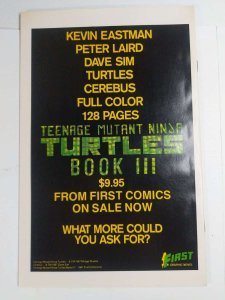 KEVIN EASTMAN
PETER LAIRD
DAVE SIM
TURTLES
CEREBUS
FULL COLOR
128 PAGES
TEENAGE MUTANT NINJA
TURTLES
BOOK III
$9.95
FROM FIRST COMICS
ON SALE NOW
WHAT MORE COULD
YOU ASK FOR?
FIRST